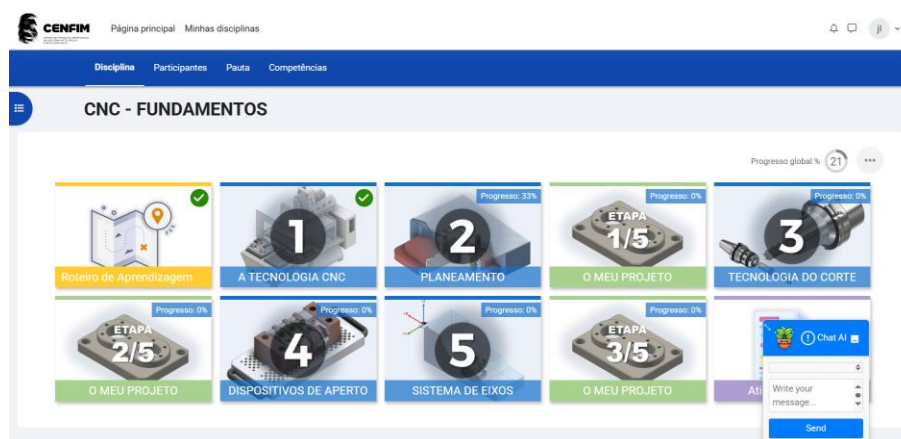 CENFIM
Página principal Minhas disciplinas
jl
Disciplina Participantes Pauta Competências
CNC - FUNDAMENTOS
Progresso global % 21
Roteiro de Aprendizagem
1
A TECNOLOGIA CNC
Progresso: 33%
2
PLANEAMENTO
Progresso: 0%
ETAPA
1/5
O MEU PROJETO
Progresso: 0%
3
TECNOLOGIA DO CORTE
Progresso: 0%
ETAPA
2/5
O MEU PROJETO
Progresso: 0%
4
DISPOSITIVOS DE APERTO
Progresso: 0%
5
SISTEMA DE EIXOS
Progresso: 0%
ETAPA
3/5
O MEU PROJETO
Chat AI
Write your
message...
Send